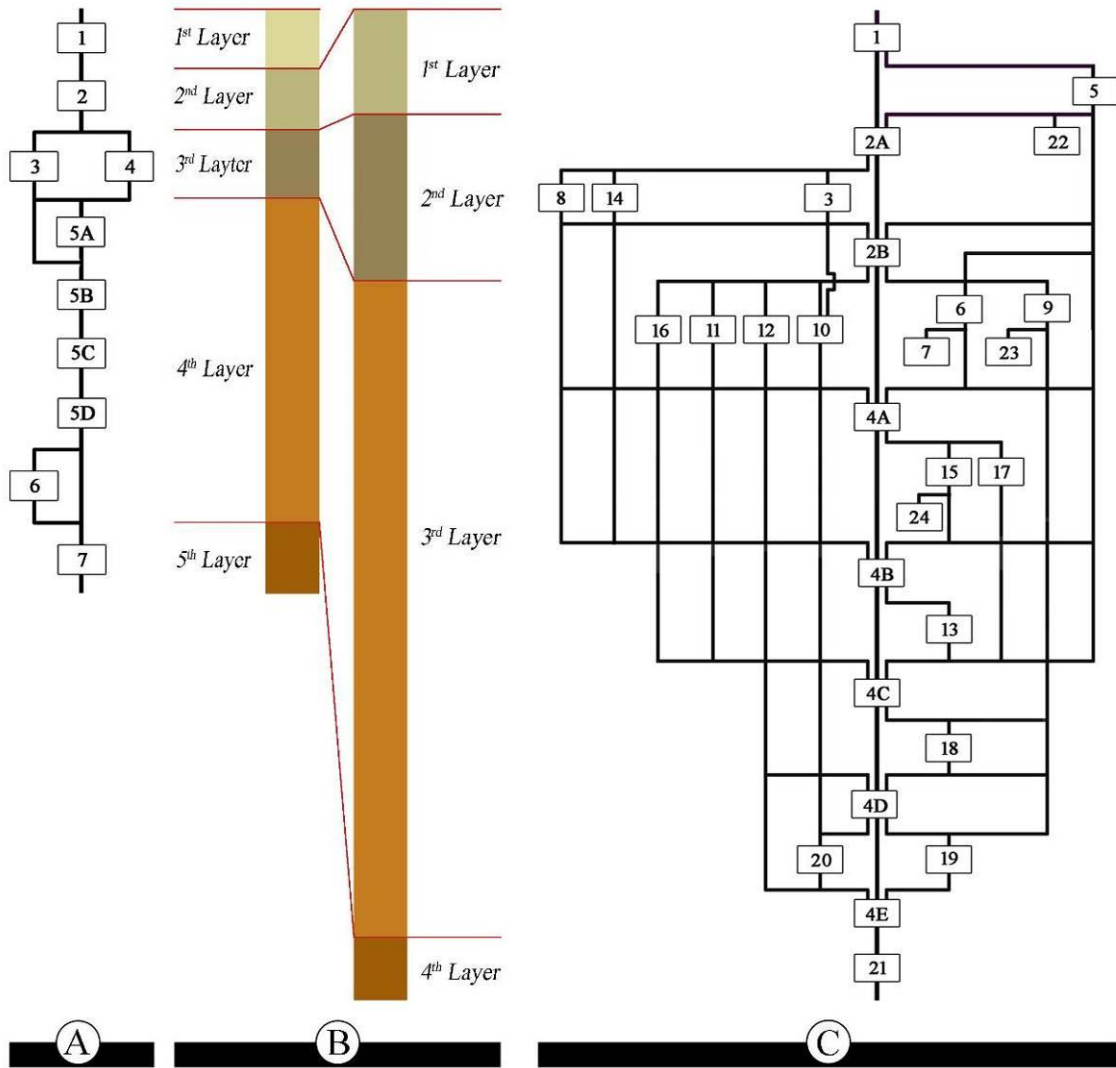 1
2
3
4
5A
5B
5C
5D
6
7
1st Layer
2nd Layer
3rd Layter
4th Layer
5th Layer
1st Layer
2nd Layer
3rd Layer
4th Layer
1
5
2A
22
8
14
3
2B
6
9
16
11
12
10
7
23
4A
15
17
24
4B
13
4C
18
4D
20
19
4E
21
A
B
C